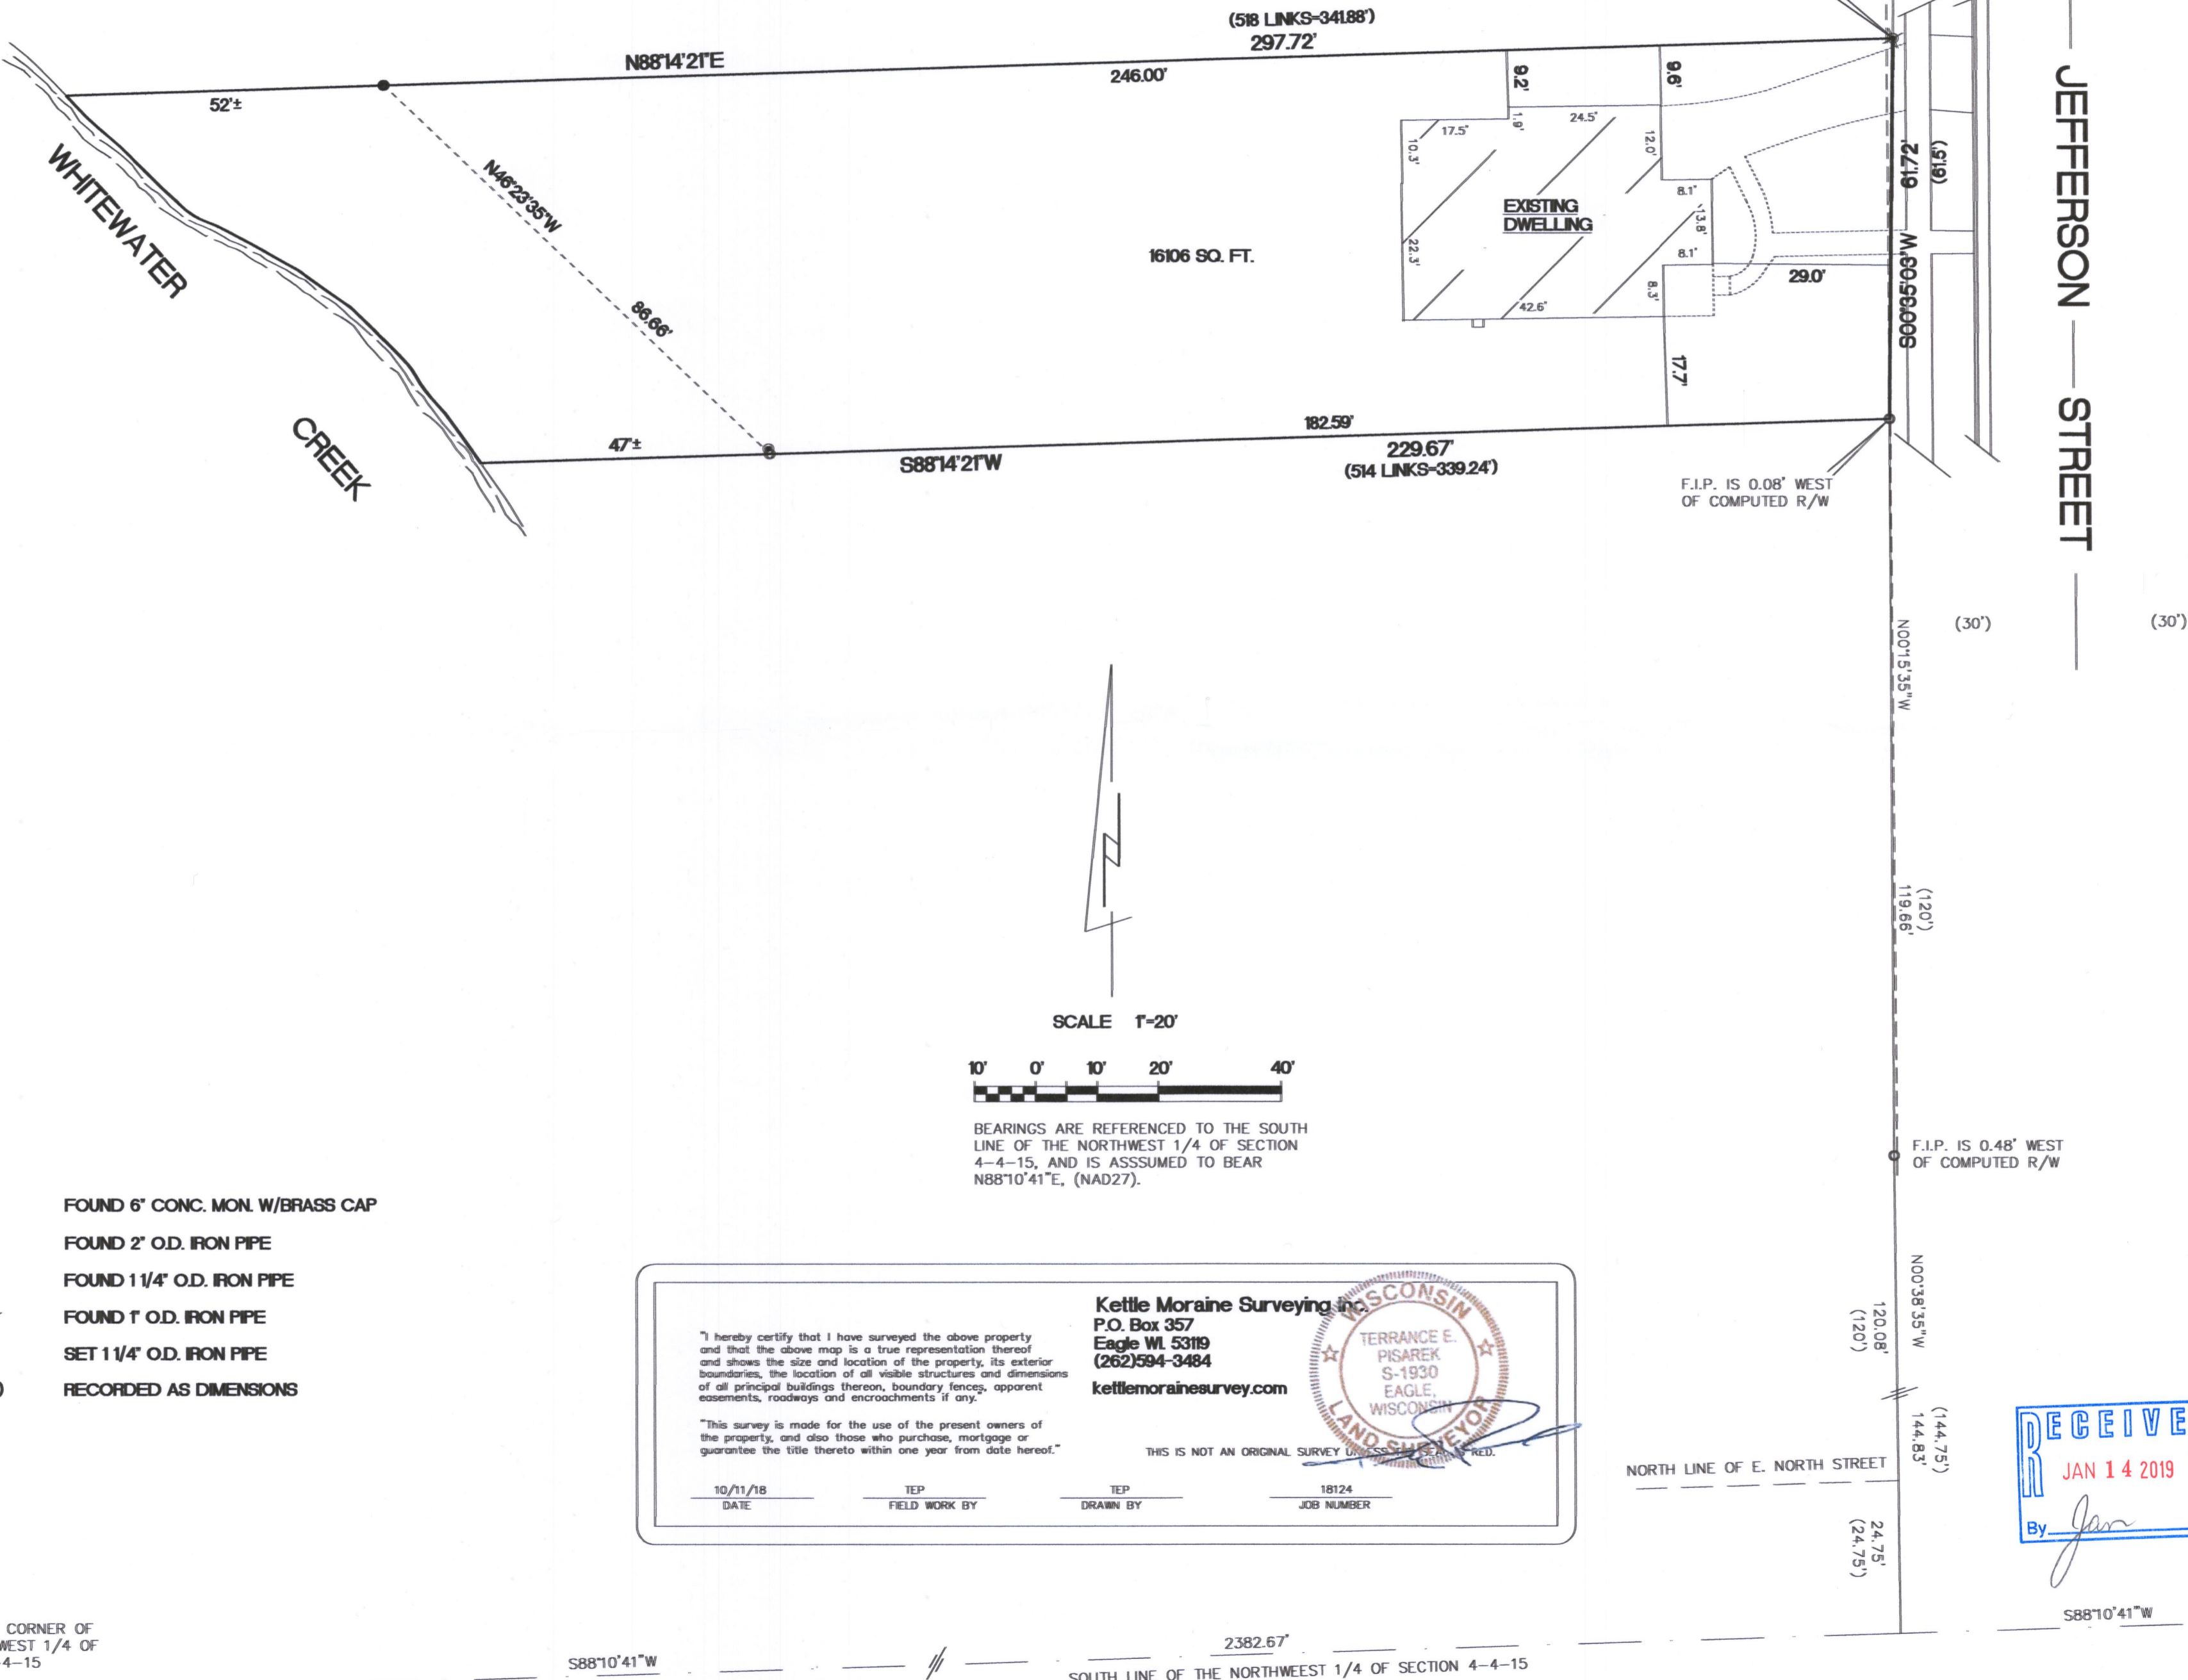 (518 LINKS=341.88')
297.72'
N88°14'21"E
246.00'
52'±
9.2'
9.6'
17.5'
1.9'
24.5'
10.3'
12.0'
8.1'
13.8'
EXISTING
DWELLING
8.1'
22.3'
42.6'
8.3'
29.0'
17.7'
61.72'
(61.5')
S00°35'03"W
JEFFERSON
STREET
WHITEWATER
CREEK
N46°23'35"W
86.66'
16106 SQ. FT.
47'±
182.59'
S88°14'21"W
229.67'
(514 LINKS=339.24')
F.I.P. IS 0.08' WEST
OF COMPUTED R/W
(30')
(30')
N00°15'35"W
(120')
119.66'
SCALE 1"=20'
10' 0' 10' 20' 40'
BEARINGS ARE REFERENCED TO THE SOUTH
LINE OF THE NORTHWEST 1/4 OF SECTION
4-4-15, AND IS ASSSUMED TO BEAR
N88°10'41"E, (NAD27).
F.I.P. IS 0.48' WEST
OF COMPUTED R/W
FOUND 6" CONC. MON. W/BRASS CAP
FOUND 2" O.D. IRON PIPE
FOUND 1 1/4" O.D. IRON PIPE
FOUND 1" O.D. IRON PIPE
SET 1 1/4" O.D. IRON PIPE
) RECORDED AS DIMENSIONS
N00°38'35"W
120.08'
(120')
"I hereby certify that I have surveyed the above property
and that the above map is a true representation thereof
and shows the size and location of the property, its exterior
boundaries, the location of all visible structures and dimensions
of all principal buildings thereon, boundary fences, apparent
easements, roadways and encroachments if any."
"This survey is made for the use of the present owners of
the property, and also those who purchase, mortgage or
guarantee the title thereto within one year from date hereof."
Kettle Moraine Surveying Inc.
P.O. Box 357
Eagle WI. 53119
(262)594-3484
kettlemorainesurvey.com
WISCONSIN
TERRANCE E.
PISAREK
S-1930
EAGLE,
WISCONSIN
LAND SURVEYOR
THIS IS NOT AN ORIGINAL SURVEY UNLESS THE SEAL IS RED.
10/11/18 TEP TEP 18124
DATE FIELD WORK BY DRAWN BY JOB NUMBER
(144.75')
144.83'
NORTH LINE OF E. NORTH STREET
24.75'
(24.75')
RECEIVE
JAN 14 2019
By Jan
S88°10'41"W
CORNER OF
WEST 1/4 OF
4-15
S88°10'41"W
2382.67'
SOUTH LINE OF THE NORTHWEEST 1/4 OF SECTION 4-4-15